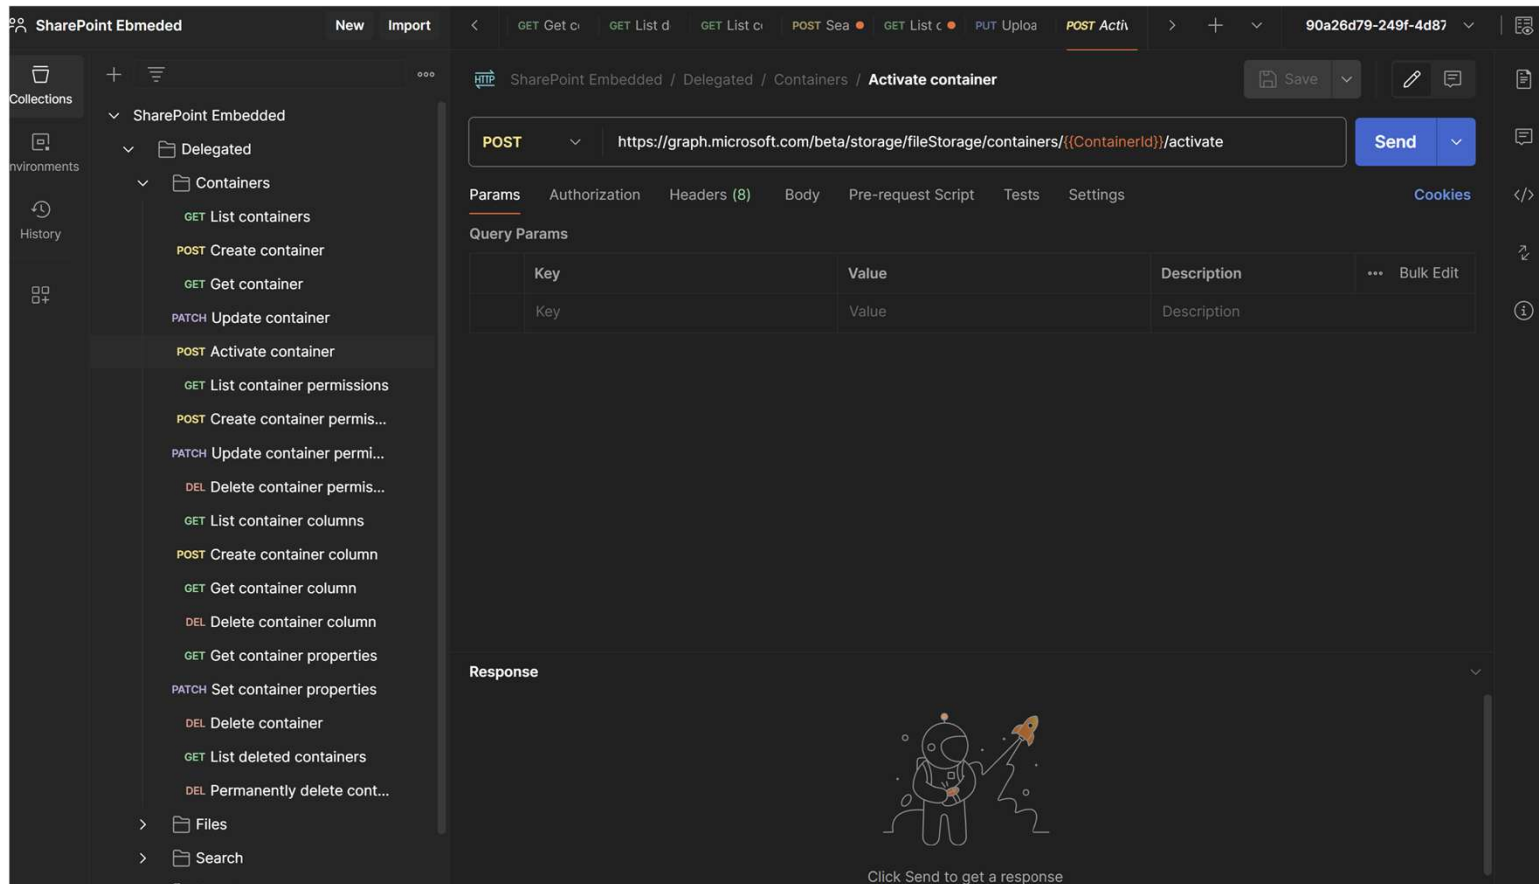 SharePoint Ebmeded New Import
GET Get c
GET List d
GET List c
POST Sea
GET List c
PUT Uploa
POST Activ
90a26d79-249f-4d87
Collections
nvironments
History
SharePoint Embedded
Delegated
Containers
GET List containers
POST Create container
GET Get container
PATCH Update container
POST Activate container
GET List container permissions
POST Create container permis...
PATCH Update container permi...
DEL Delete container permis...
GET List container columns
POST Create container column
GET Get container column
DEL Delete container column
GET Get container properties
PATCH Set container properties
DEL Delete container
GET List deleted containers
DEL Permanently delete cont...
Files
Search
HTTP SharePoint Embedded / Delegated / Containers / Activate container
Save
POST https://graph.microsoft.com/beta/storage/fileStorage/containers/{{ContainerId}}/activate Send
Params Authorization Headers (8) Body Pre-request Script Tests Settings Cookies
Query Params
Key Value Description Bulk Edit
Key Value Description
Response
Click Send to get a response